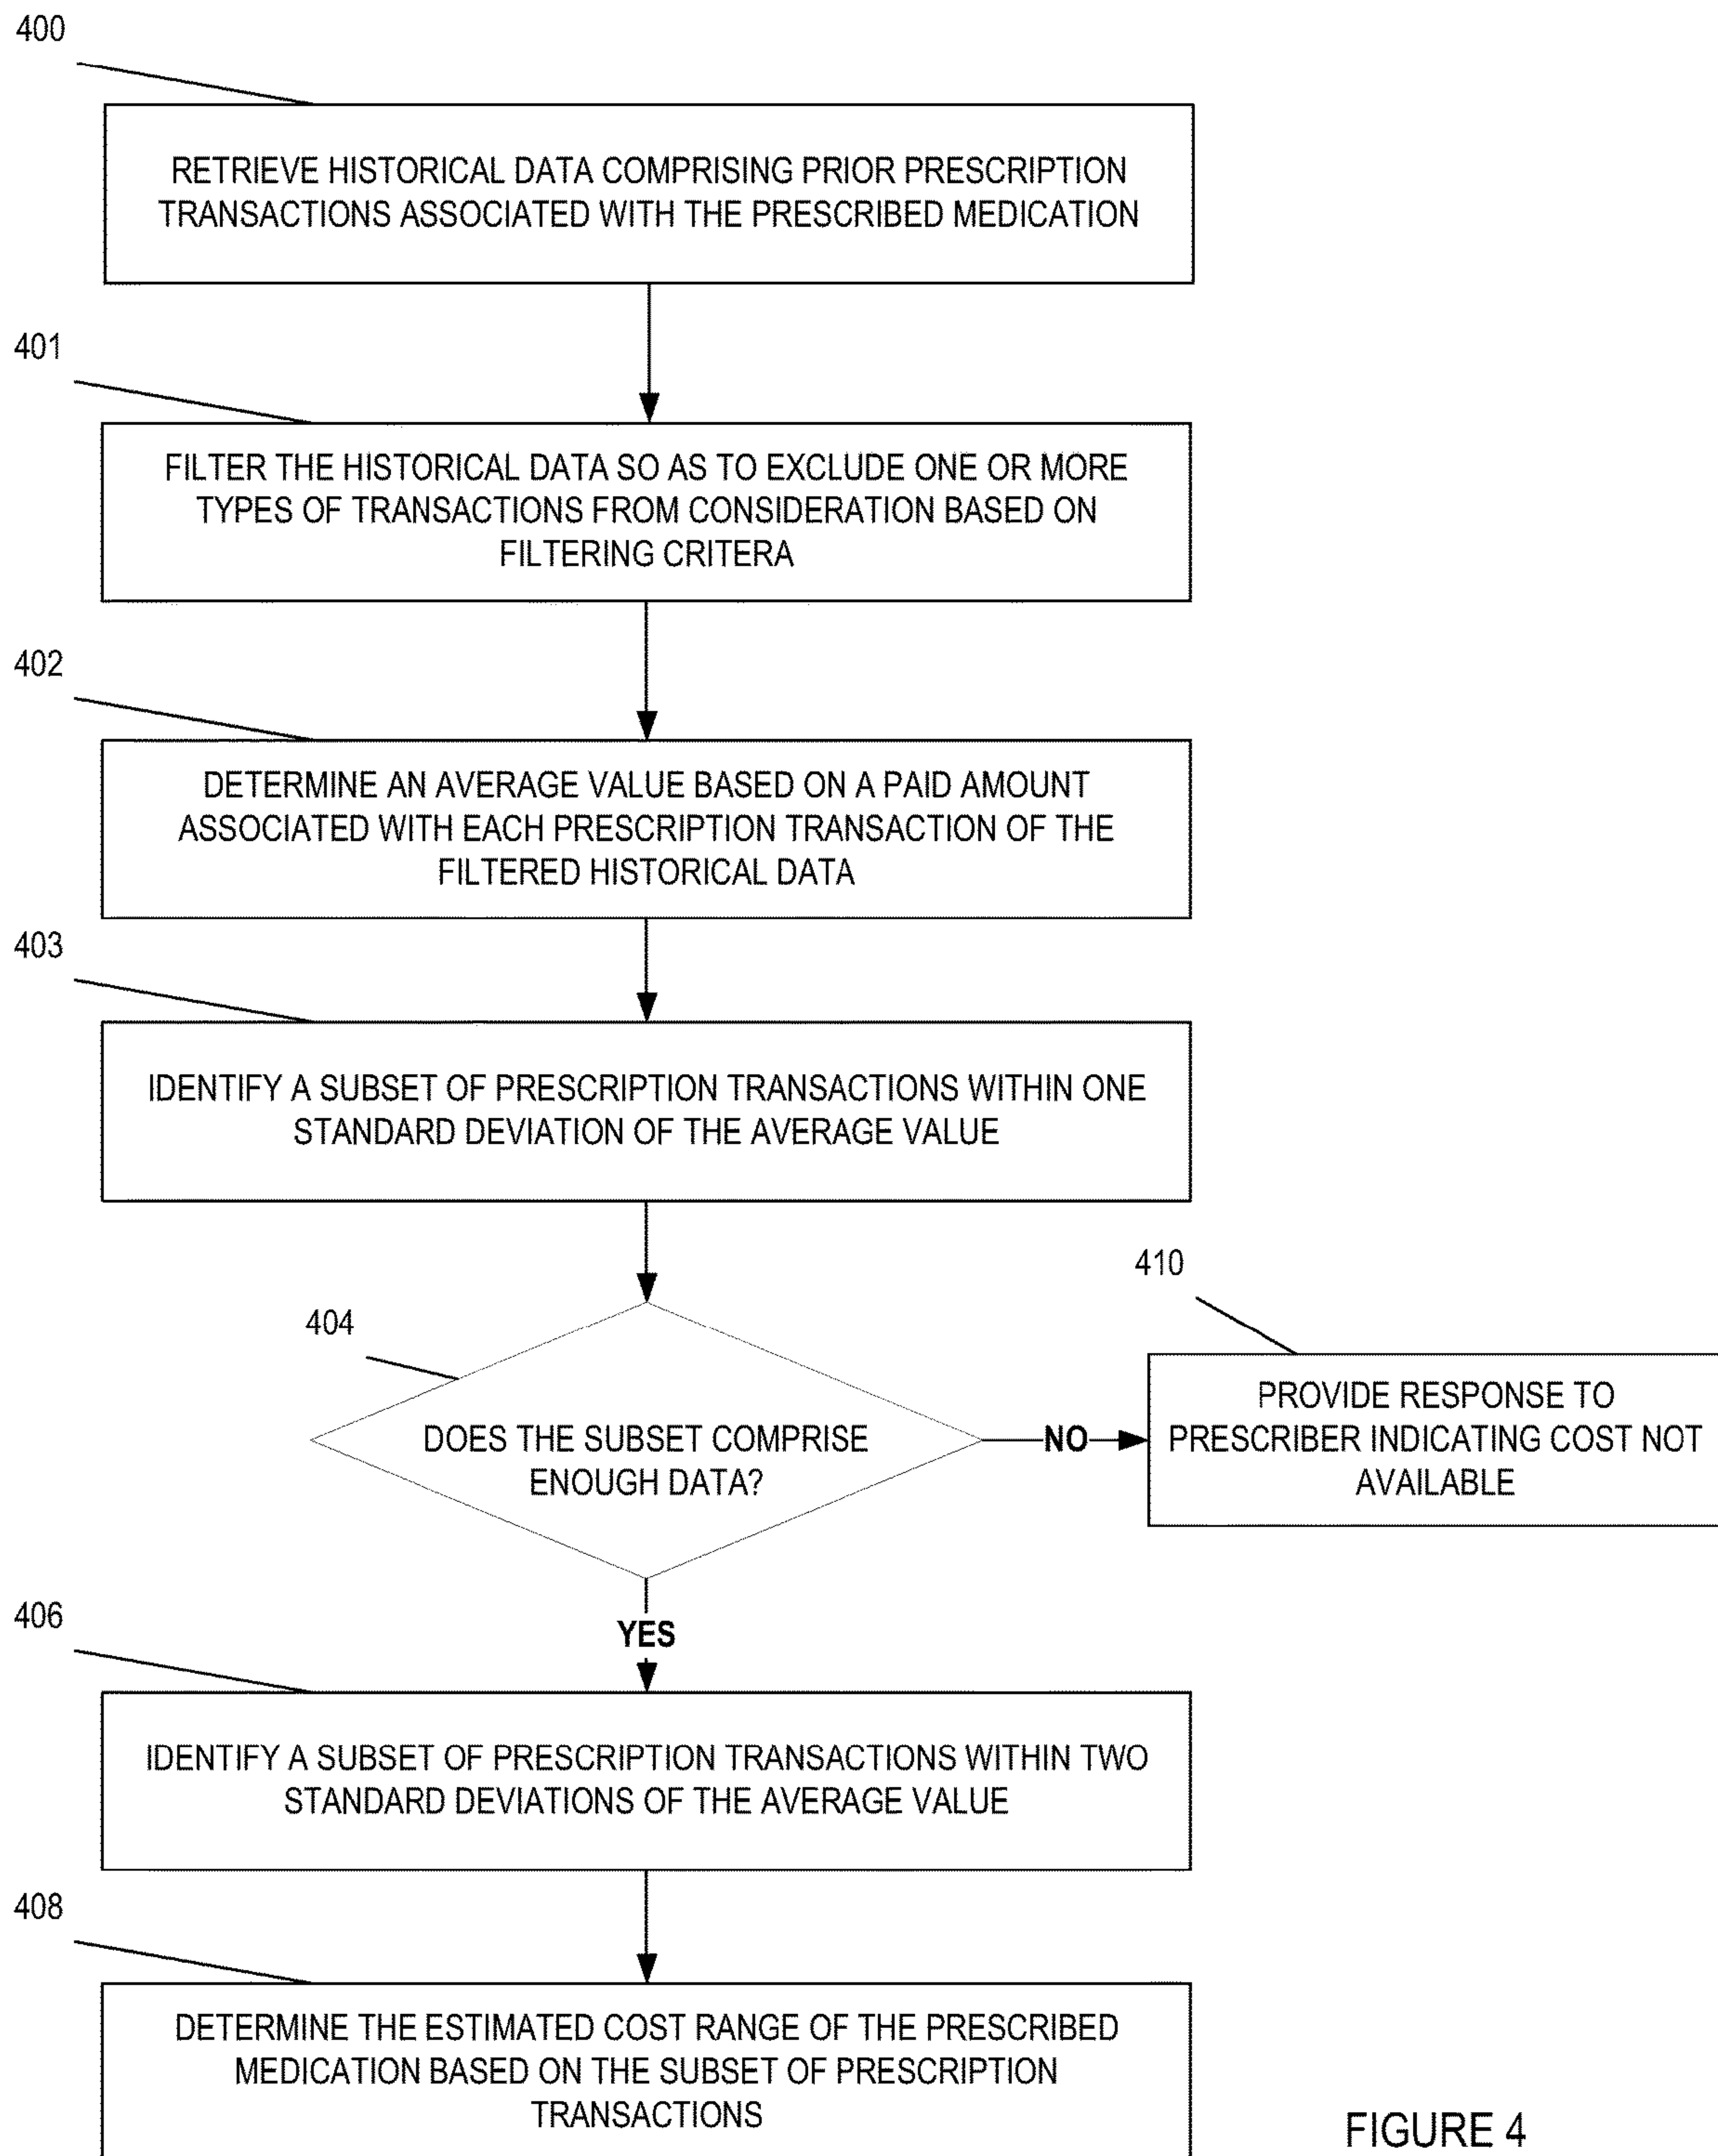 400
RETRIEVE HISTORICAL DATA COMPRISING PRIOR PRESCRIPTION
TRANSACTIONS ASSOCIATED WITH THE PRESCRIBED MEDICATION
401
FILTER THE HISTORICAL DATA SO AS TO EXCLUDE ONE OR MORE
TYPES OF TRANSACTIONS FROM CONSIDERATION BASED ON
FILTERING CRITERA
402
DETERMINE AN AVERAGE VALUE BASED ON A PAID AMOUNT
ASSOCIATED WITH EACH PRESCRIPTION TRANSACTION OF THE
FILTERED HISTORICAL DATA
403
IDENTIFY A SUBSET OF PRESCRIPTION TRANSACTIONS WITHIN ONE
STANDARD DEVIATION OF THE AVERAGE VALUE
404
DOES THE SUBSET COMPRISE
ENOUGH DATA?
NO
410
PROVIDE RESPONSE TO
PRESCRIBER INDICATING COST NOT
AVAILABLE
YES
406
IDENTIFY A SUBSET OF PRESCRIPTION TRANSACTIONS WITHIN TWO
STANDARD DEVIATIONS OF THE AVERAGE VALUE
408
DETERMINE THE ESTIMATED COST RANGE OF THE PRESCRIBED
MEDICATION BASED ON THE SUBSET OF PRESCRIPTION
TRANSACTIONS
FIGURE 4